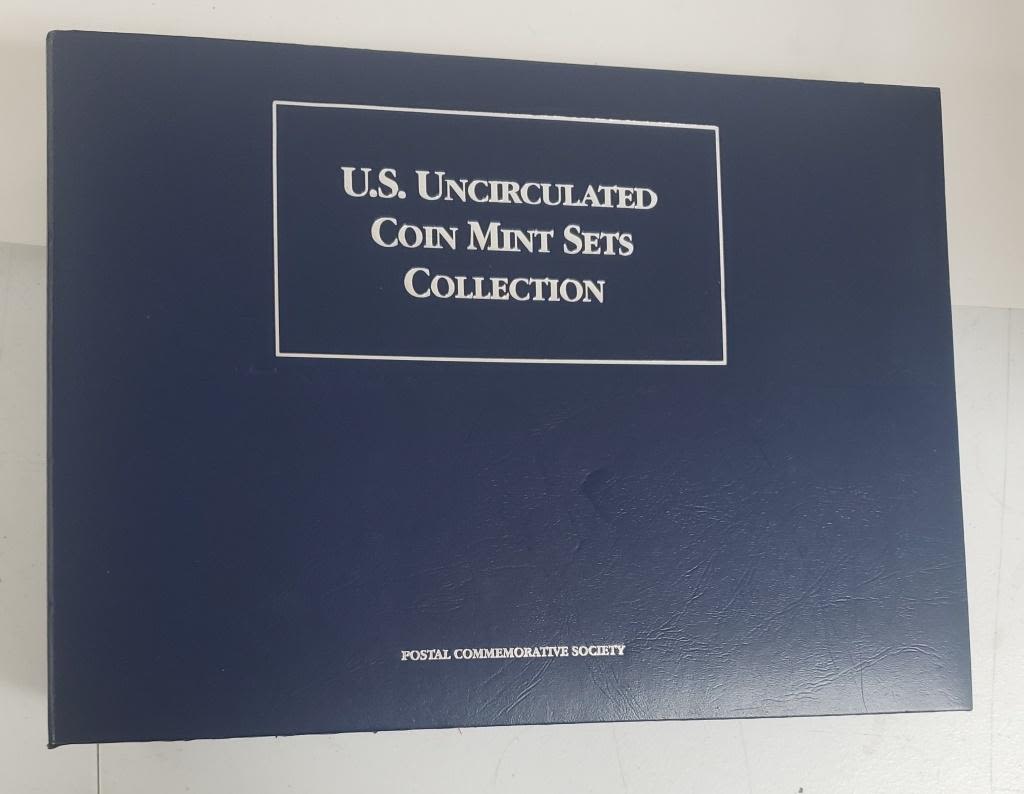 U.S. UNCIRCULATED
COIN MINT SETS
COLLECTION
POSTAL COMMEMORATIVE SOCIETY